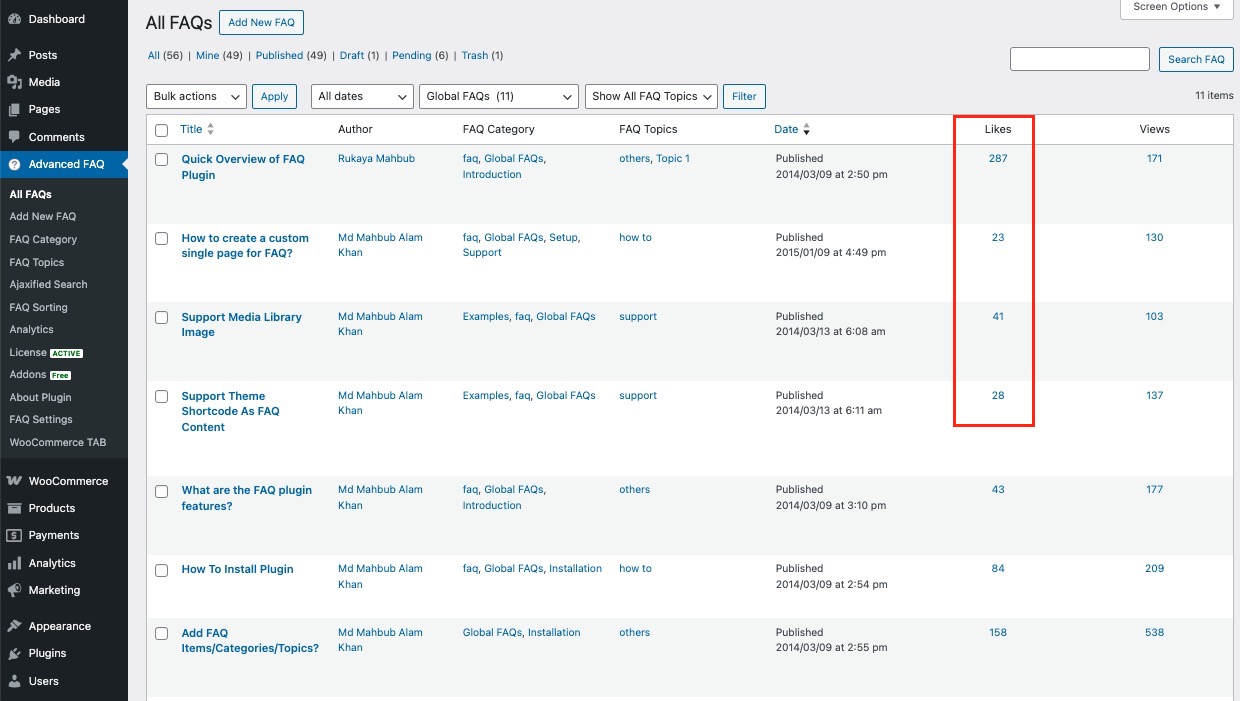 Dashboard
Posts
Media
Pages
Comments
Advanced FAQ
All FAQs
Add New FAQ
FAQ Category
FAQ Topics
Ajaxified Search
FAQ Sorting
Analytics
License ACTIVE
Addons Free
About Plugin
FAQ Settings
WooCommerce TAB
WooCommerce
Products
Payments
Analytics
Marketing
Appearance
Plugins
Users
Screen Options
All FAQs Add New FAQ
All (56) | Mine (49) | Published (49) | Draft (1) | Pending (6) | Trash (1)
Search FAQ
Bulk actions Apply All dates Global FAQs (11) Show All FAQ Topics Filter 11 items
Title Author FAQ Category FAQ Topics Date Likes Views
Quick Overview of FAQ Rukaya Mahbub faq, Global FAQs, others, Topic 1 Published 287 171
Plugin Introduction 2014/03/09 at 2:50 pm
How to create a custom Md Mahbub Alam faq, Global FAQs, Setup, how to Published 23 130
single page for FAQ? Khan Support 2015/01/09 at 4:49 pm
Support Media Library Md Mahbub Alam Examples, faq, Global FAQs support Published 41 103
Image Khan 2014/03/13 at 6:08 am
Support Theme Md Mahbub Alam Examples, faq, Global FAQs support Published 28 137
Shortcode As FAQ Khan 2014/03/13 at 6:11 am
Content
What are the FAQ plugin Md Mahbub Alam faq, Global FAQs, others Published 43 177
features? Khan Introduction 2014/03/09 at 3:10 pm
How To Install Plugin Md Mahbub Alam faq, Global FAQs, Installation how to Published 84 209
Khan 2014/03/09 at 2:54 pm
Add FAQ Md Mahbub Alam Global FAQs, Installation others Published 158 538
Items/Categories/Topics? Khan 2014/03/09 at 2:55 pm